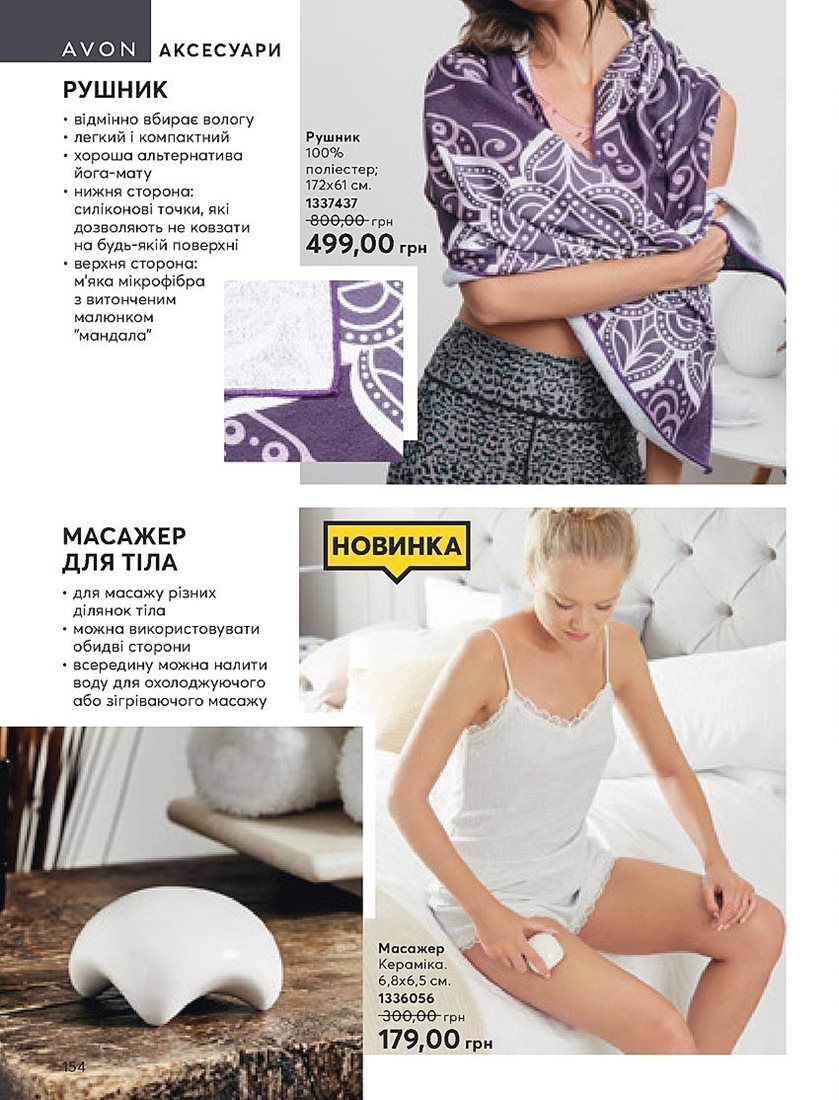 AVON АКСЕСУАРИ
РУШНИК
• відмінно вбирає вологу
• легкий і компактний
• хороша альтернатива
йога-мату
• нижня сторона:
силіконові точки, які
дозволяють не ковзати
на будь-якій поверхні
• верхня сторона:
м'яка мікрофібра
з витонченим
малюнком
"мандала"
Рушник
100%
поліестер;
172х61 см.
1337437
800,00 грн
499,00 грн
МАСАЖЕР
ДЛЯ ТІЛА
• для масажу різних
ділянок тіла
• можна використовувати
обидві сторони
• всередину можна налити
воду для охолоджуючого
або зігріваючого масажу
НОВИНКА
Масажер
Кераміка.
6,8х6,5 см.
1336056
300,00 грн
179,00 грн
154